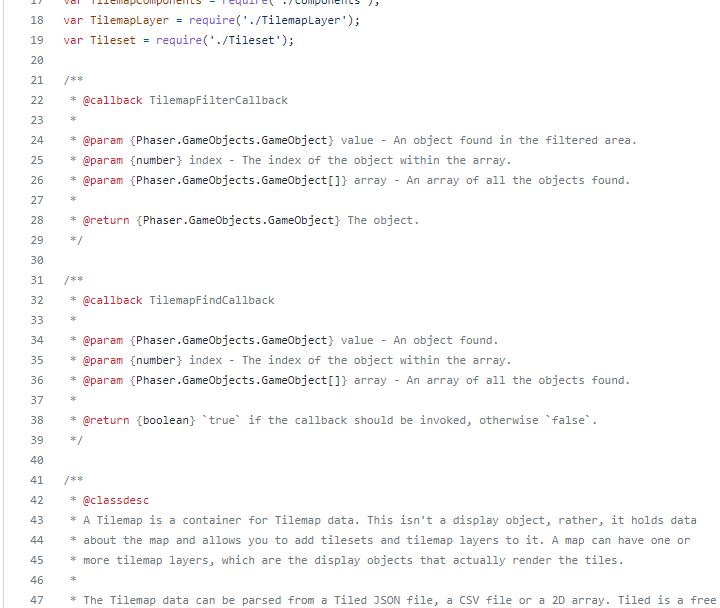 17 var TilemapComponents = require('./components');
18 var TilemapLayer = require('./TilemapLayer');
19 var Tileset = require('./Tileset');
20
21 /**
22 * @callback TilemapFilterCallback
23 *
24 * @param {Phaser.GameObjects.GameObject} value - An object found in the filtered area.
25 * @param {number} index - The index of the object within the array.
26 * @param {Phaser.GameObjects.GameObject[]} array - An array of all the objects found.
27 *
28 * @return {Phaser.GameObjects.GameObject} The object.
29 */
30
31 /**
32 * @callback TilemapFindCallback
33 *
34 * @param {Phaser.GameObjects.GameObject} value - An object found.
35 * @param {number} index - The index of the object within the array.
36 * @param {Phaser.GameObjects.GameObject[]} array - An array of all the objects found.
37 *
38 * @return {boolean} `true` if the callback should be invoked, otherwise `false`.
39 */
40
41 /**
42 * @classdesc
43 * A Tilemap is a container for Tilemap data. This isn't a display object, rather, it holds data
44 * about the map and allows you to add tilesets and tilemap layers to it. A map can have one or
45 * more tilemap layers, which are the display objects that actually render the tiles.
46 *
47 * The Tilemap data can be parsed from a Tiled JSON file, a CSV file or a 2D array. Tiled is a free